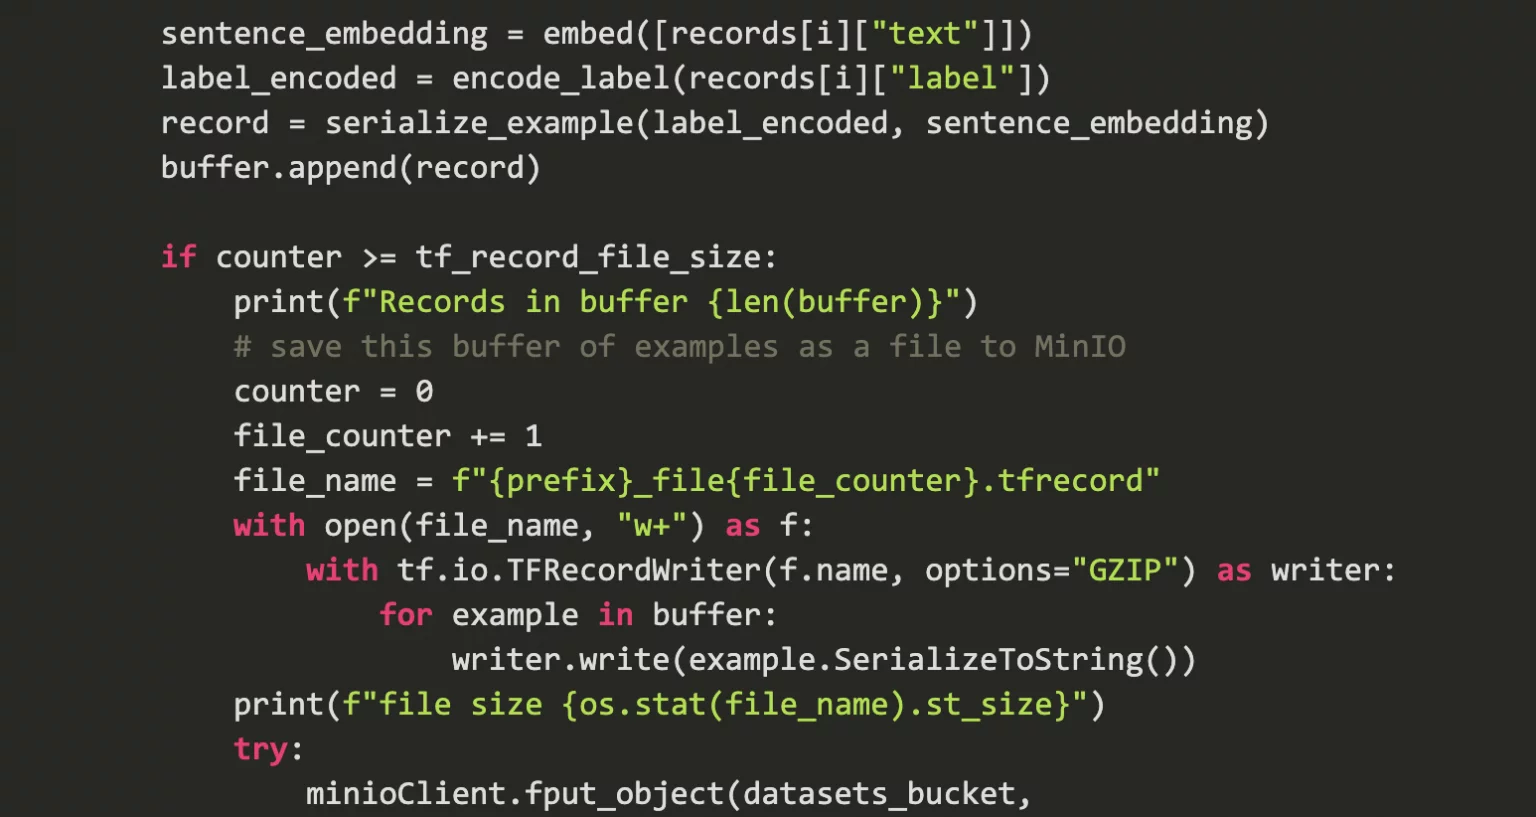 sentence_embedding = embed([records[i]["text"]])
label_encoded = encode_label(records[i]["label"])
record = serialize_example(label_encoded, sentence_embedding)
buffer.append(record)

if counter >= tf_record_file_size:
    print(f"Records in buffer {len(buffer)}")
    # save this buffer of examples as a file to MinIO
    counter = 0
    file_counter += 1
    file_name = f"{prefix}_file{file_counter}.tfrecord"
    with open(file_name, "w+") as f:
        with tf.io.TFRecordWriter(f.name, options="GZIP") as writer:
            for example in buffer:
                writer.write(example.SerializeToString())
    print(f"file size {os.stat(file_name).st_size}")
    try:
        minioClient.fput_object(datasets_bucket,